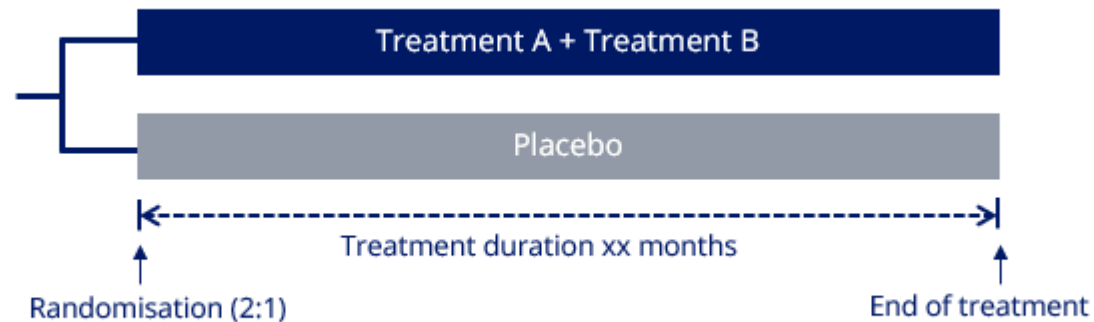 Treatment A + Treatment B
Placebo
Treatment duration xx months
Randomisation (2:1)
End of treatment